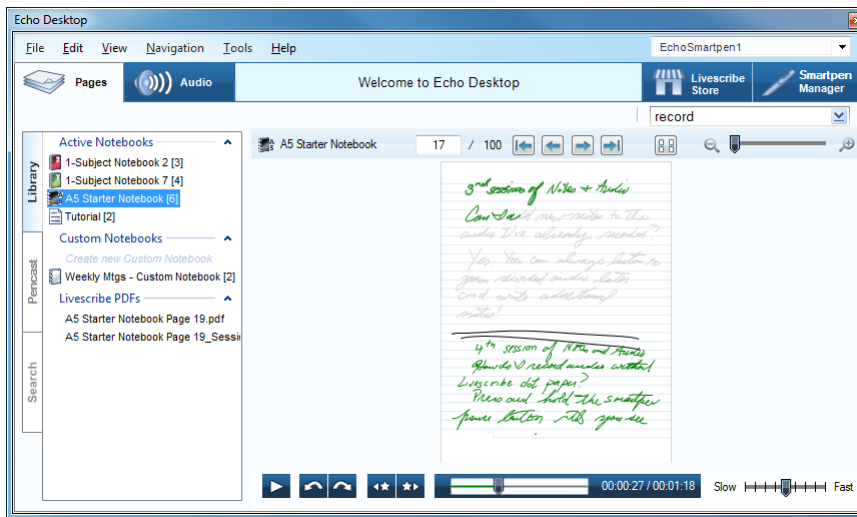 Echo Desktop
File Edit View Navigation Tools Help
EchoSmartpen1
Pages
Audio
Welcome to Echo Desktop
Livescribe Store
Smartpen Manager
record
Library
Pencast
Search
Active Notebooks
1-Subject Notebook 2 [3]
1-Subject Notebook 7 [4]
A5 Starter Notebook [6]
Tutorial [2]
Custom Notebooks
Create new Custom Notebook
Weekly Mtgs - Custom Notebook [2]
Livescribe PDFs
A5 Starter Notebook Page 19.pdf
A5 Starter Notebook Page 19_Sessi
A5 Starter Notebook 17 / 100
3rd session of Notes + Audio
Can I add new notes to the
audio I've already recorded?
Yes. You can always listen to
your recorded audio later
and write additional
notes!
4th session of Notes and Audio
How do I record audio without
Livescribe dot paper?
Press and hold the smartpen
power button until you see
00:00:27 / 00:01:18
Slow Fast